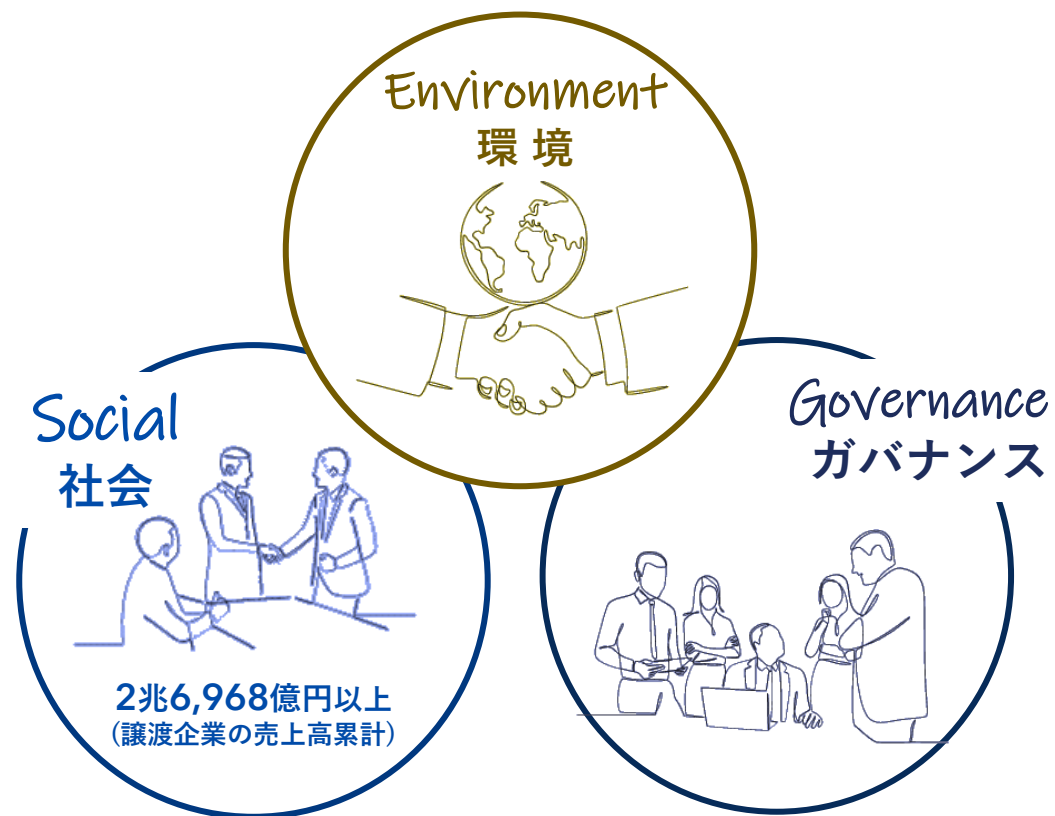 Environment
環境
Social
社会
2兆6,968億円以上
(譲渡企業の売上高累計)
Governance
ガバナンス